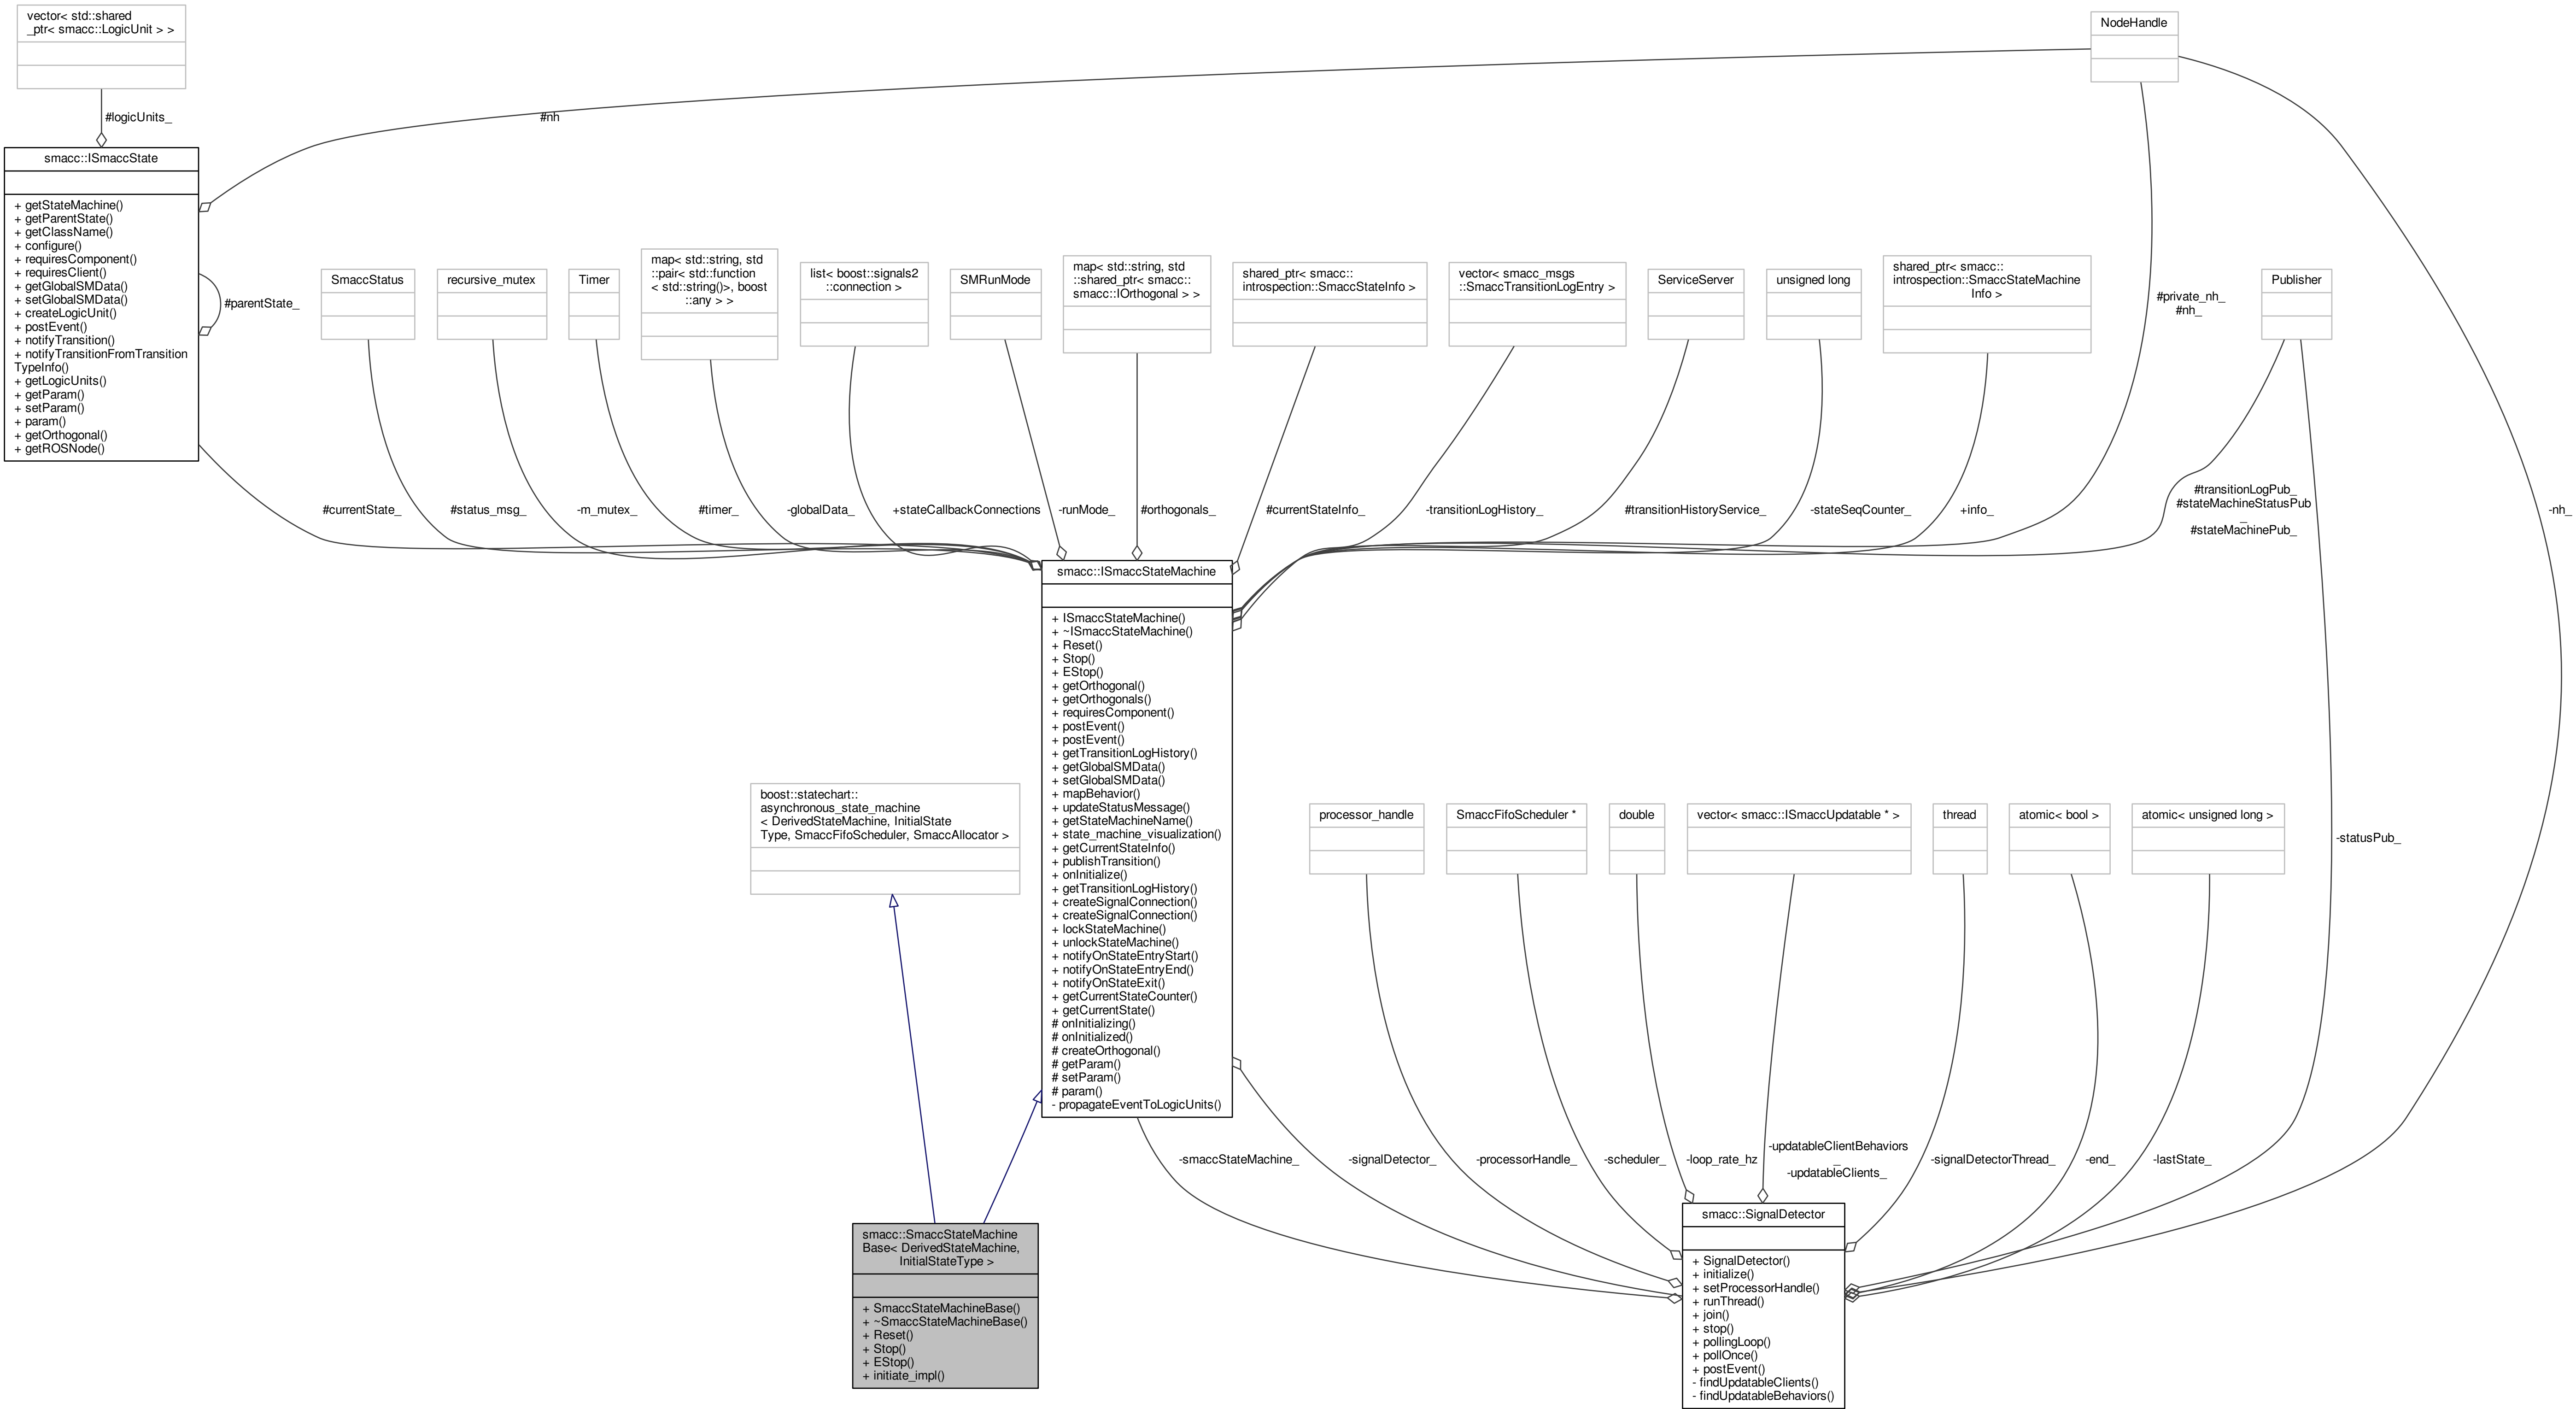 vector< std::shared
_ptr< smacc::LogicUnit > >
NodeHandle
#logicUnits_
#nh
smacc::ISmaccState
+ getStateMachine()
+ getParentState()
+ getClassName()
+ configure()
+ requiresComponent()
+ requiresClient()
+ getGlobalSMData()
+ setGlobalSMData()
+ createLogicUnit()
+ postEvent()
+ notifyTransition()
+ notifyTransitionFromTransition
TypeInfo()
+ getLogicUnits()
+ getParam()
+ setParam()
+ param()
+ getOrthogonal()
+ getROSNode()
#parentState_
SmaccStatus
recursive_mutex
Timer
map< std::string, std
::pair< std::function
< std::string()>, boost
::any > >
list< boost::signals2
::connection >
SMRunMode
map< std::string, std
::shared_ptr< smacc::
smacc::IOrthogonal > >
shared_ptr< smacc::
introspection::SmaccStateInfo >
vector< smacc_msgs
::SmaccTransitionLogEntry >
ServiceServer
unsigned long
shared_ptr< smacc::
introspection::SmaccStateMachine
Info >
#private_nh_
#nh_
Publisher
#currentState_
#status_msg_
-m_mutex_
#timer_
-globalData_
+stateCallbackConnections
-runMode_
#orthogonals_
#currentStateInfo_
-transitionLogHistory_
#transitionHistoryService_
-stateSeqCounter_
+info_
#transitionLogPub_
#stateMachineStatusPub
_
#stateMachinePub_
-nh_
smacc::ISmaccStateMachine
+ ISmaccStateMachine()
+ ~ISmaccStateMachine()
+ Reset()
+ Stop()
+ EStop()
+ getOrthogonal()
+ getOrthogonals()
+ requiresComponent()
+ postEvent()
+ postEvent()
+ getTransitionLogHistory()
+ getGlobalSMData()
+ setGlobalSMData()
+ mapBehavior()
+ updateStatusMessage()
+ getStateMachineName()
+ state_machine_visualization()
+ getCurrentStateInfo()
+ publishTransition()
+ onInitialize()
+ getTransitionLogHistory()
+ createSignalConnection()
+ createSignalConnection()
+ lockStateMachine()
+ unlockStateMachine()
+ notifyOnStateEntryStart()
+ notifyOnStateEntryEnd()
+ notifyOnStateExit()
+ getCurrentStateCounter()
+ getCurrentState()
# onInitializing()
# onInitialized()
# createOrthogonal()
# getParam()
# setParam()
# param()
- propagateEventToLogicUnits()
boost::statechart::
asynchronous_state_machine
< DerivedStateMachine, InitialState
Type, SmaccFifoScheduler, SmaccAllocator >
processor_handle
SmaccFifoScheduler *
double
vector< smacc::ISmaccUpdatable * >
thread
atomic< bool >
atomic< unsigned long >
-statusPub_
-smaccStateMachine_
-signalDetector_
-processorHandle_
-scheduler_
-loop_rate_hz
-updatableClientBehaviors
_
-updatableClients_
-signalDetectorThread_
-end_
-lastState_
smacc::SmaccStateMachine
Base< DerivedStateMachine,
InitialStateType >
+ SmaccStateMachineBase()
+ ~SmaccStateMachineBase()
+ Reset()
+ Stop()
+ EStop()
+ initiate_impl()
smacc::SignalDetector
+ SignalDetector()
+ initialize()
+ setProcessorHandle()
+ runThread()
+ join()
+ stop()
+ pollingLoop()
+ pollOnce()
+ postEvent()
- findUpdatableClients()
- findUpdatableBehaviors()